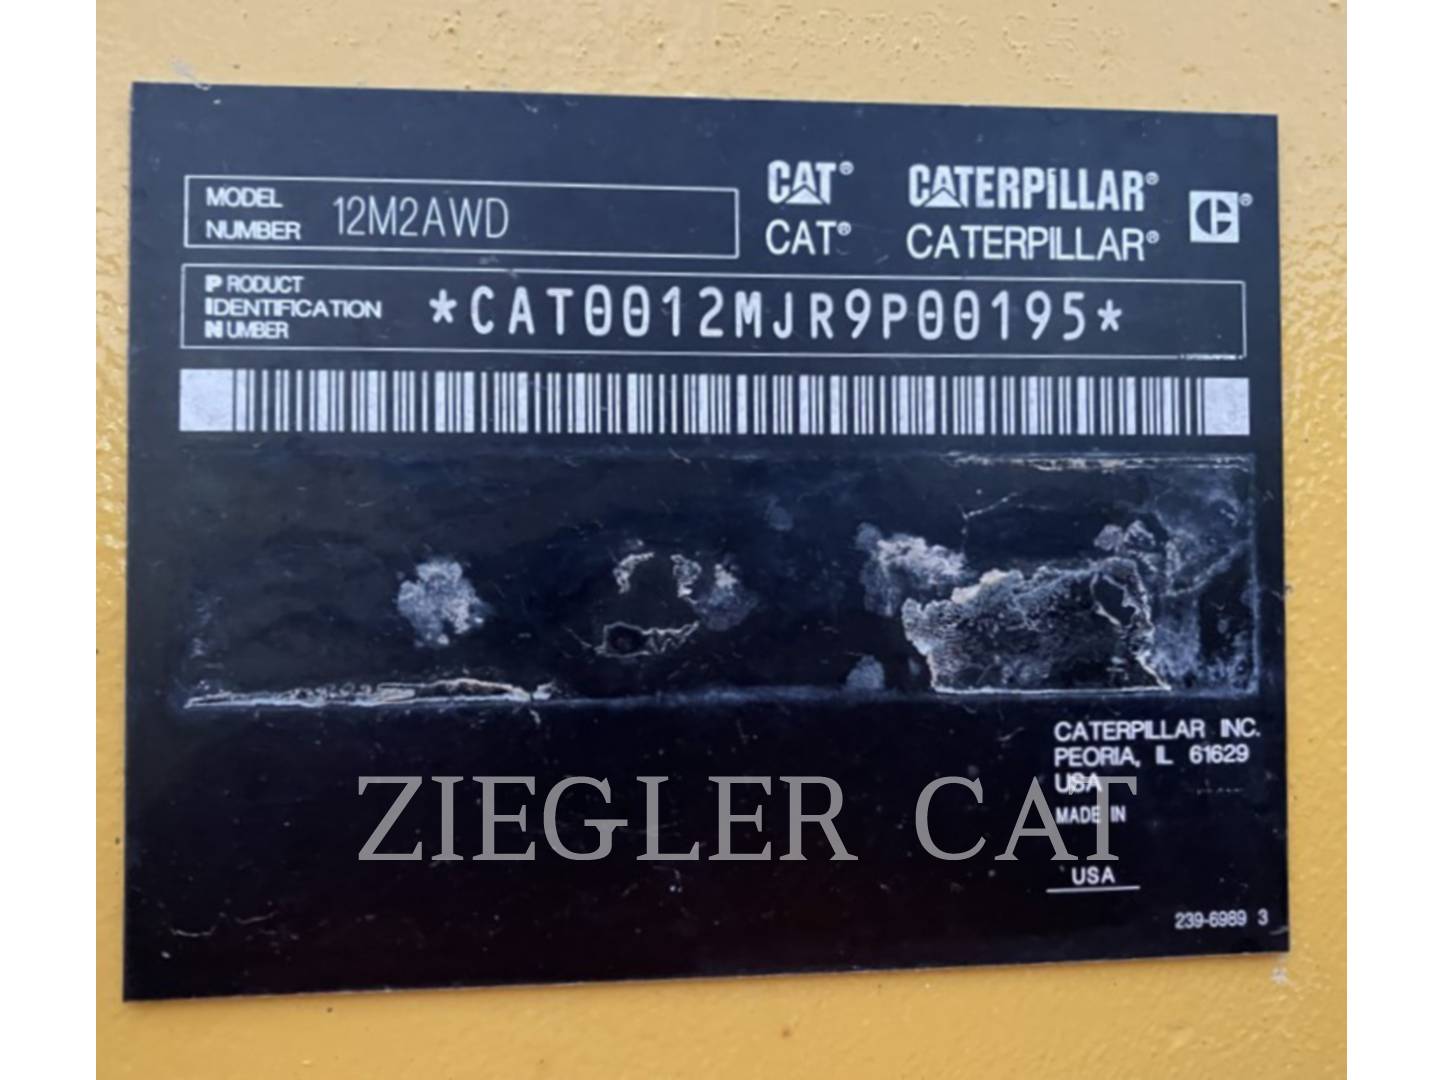 CAT® CATERPILLAR®
MODEL
NUMBER 12M2AWD
CAT® CATERPILLAR®
PRODUCT
IDENTIFICATION
NUMBER *CAT0012MJR9P00195*
CATERPILLAR INC.
PEORIA, IL 61629
USA
MADE IN
USA
239-6989 3
ZIEGLER CAT